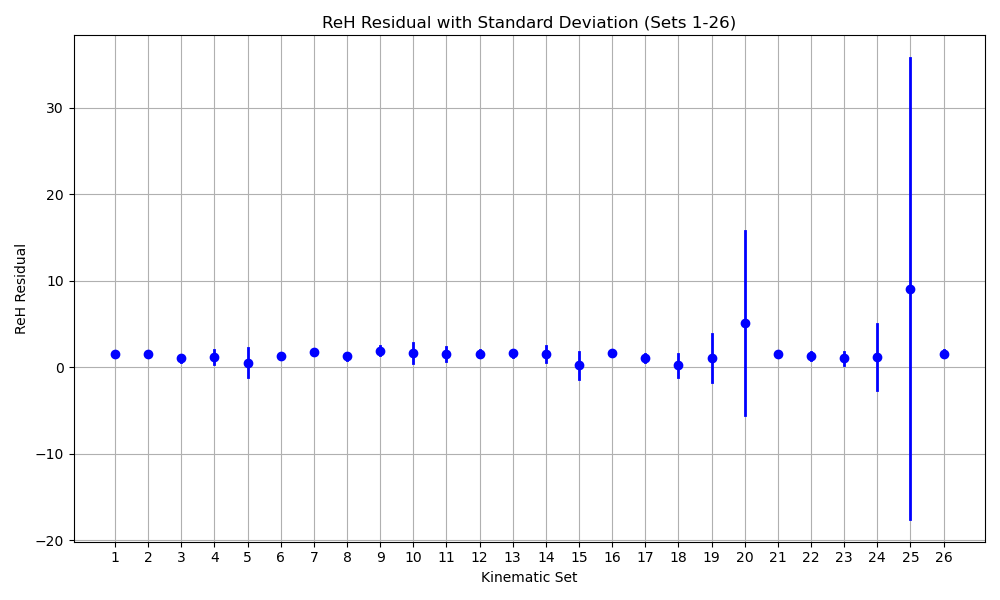 ReH Residual with Standard Deviation (Sets 1-26)
ReH Residual
30
20
10
0
−10
−20
1 2 3 4 5 6 7 8 9 10 11 12 13 14 15 16 17 18 19 20 21 22 23 24 25 26
Kinematic Set